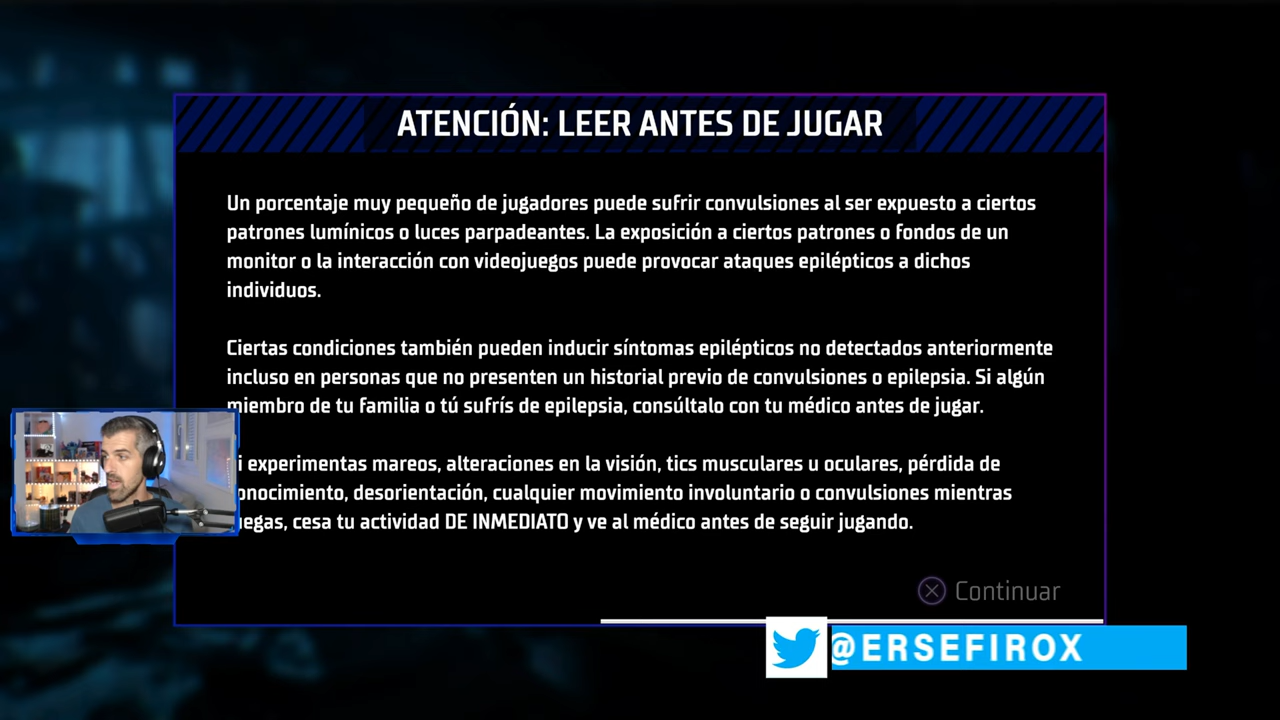 ATENCIÓN: LEER ANTES DE JUGAR
Un porcentaje muy pequeño de jugadores puede sufrir convulsiones al ser expuesto a ciertos
patrones lumínicos o luces parpadeantes. La exposición a ciertos patrones o fondos de un
monitor o la interacción con videojuegos puede provocar ataques epilépticos a dichos
individuos.
Ciertas condiciones también pueden inducir síntomas epilépticos no detectados anteriormente
incluso en personas que no presenten un historial previo de convulsiones o epilepsia. Si algún
miembro de tu familia o tú sufrís de epilepsia, consúltalo con tu médico antes de jugar.
i experimentas mareos, alteraciones en la visión, tics musculares u oculares, pérdida de
onocimiento, desorientación, cualquier movimiento involuntario o convulsiones mientras
uegas, cesa tu actividad DE INMEDIATO y ve al médico antes de seguir jugando.
Continuar
@ERSEFIROX